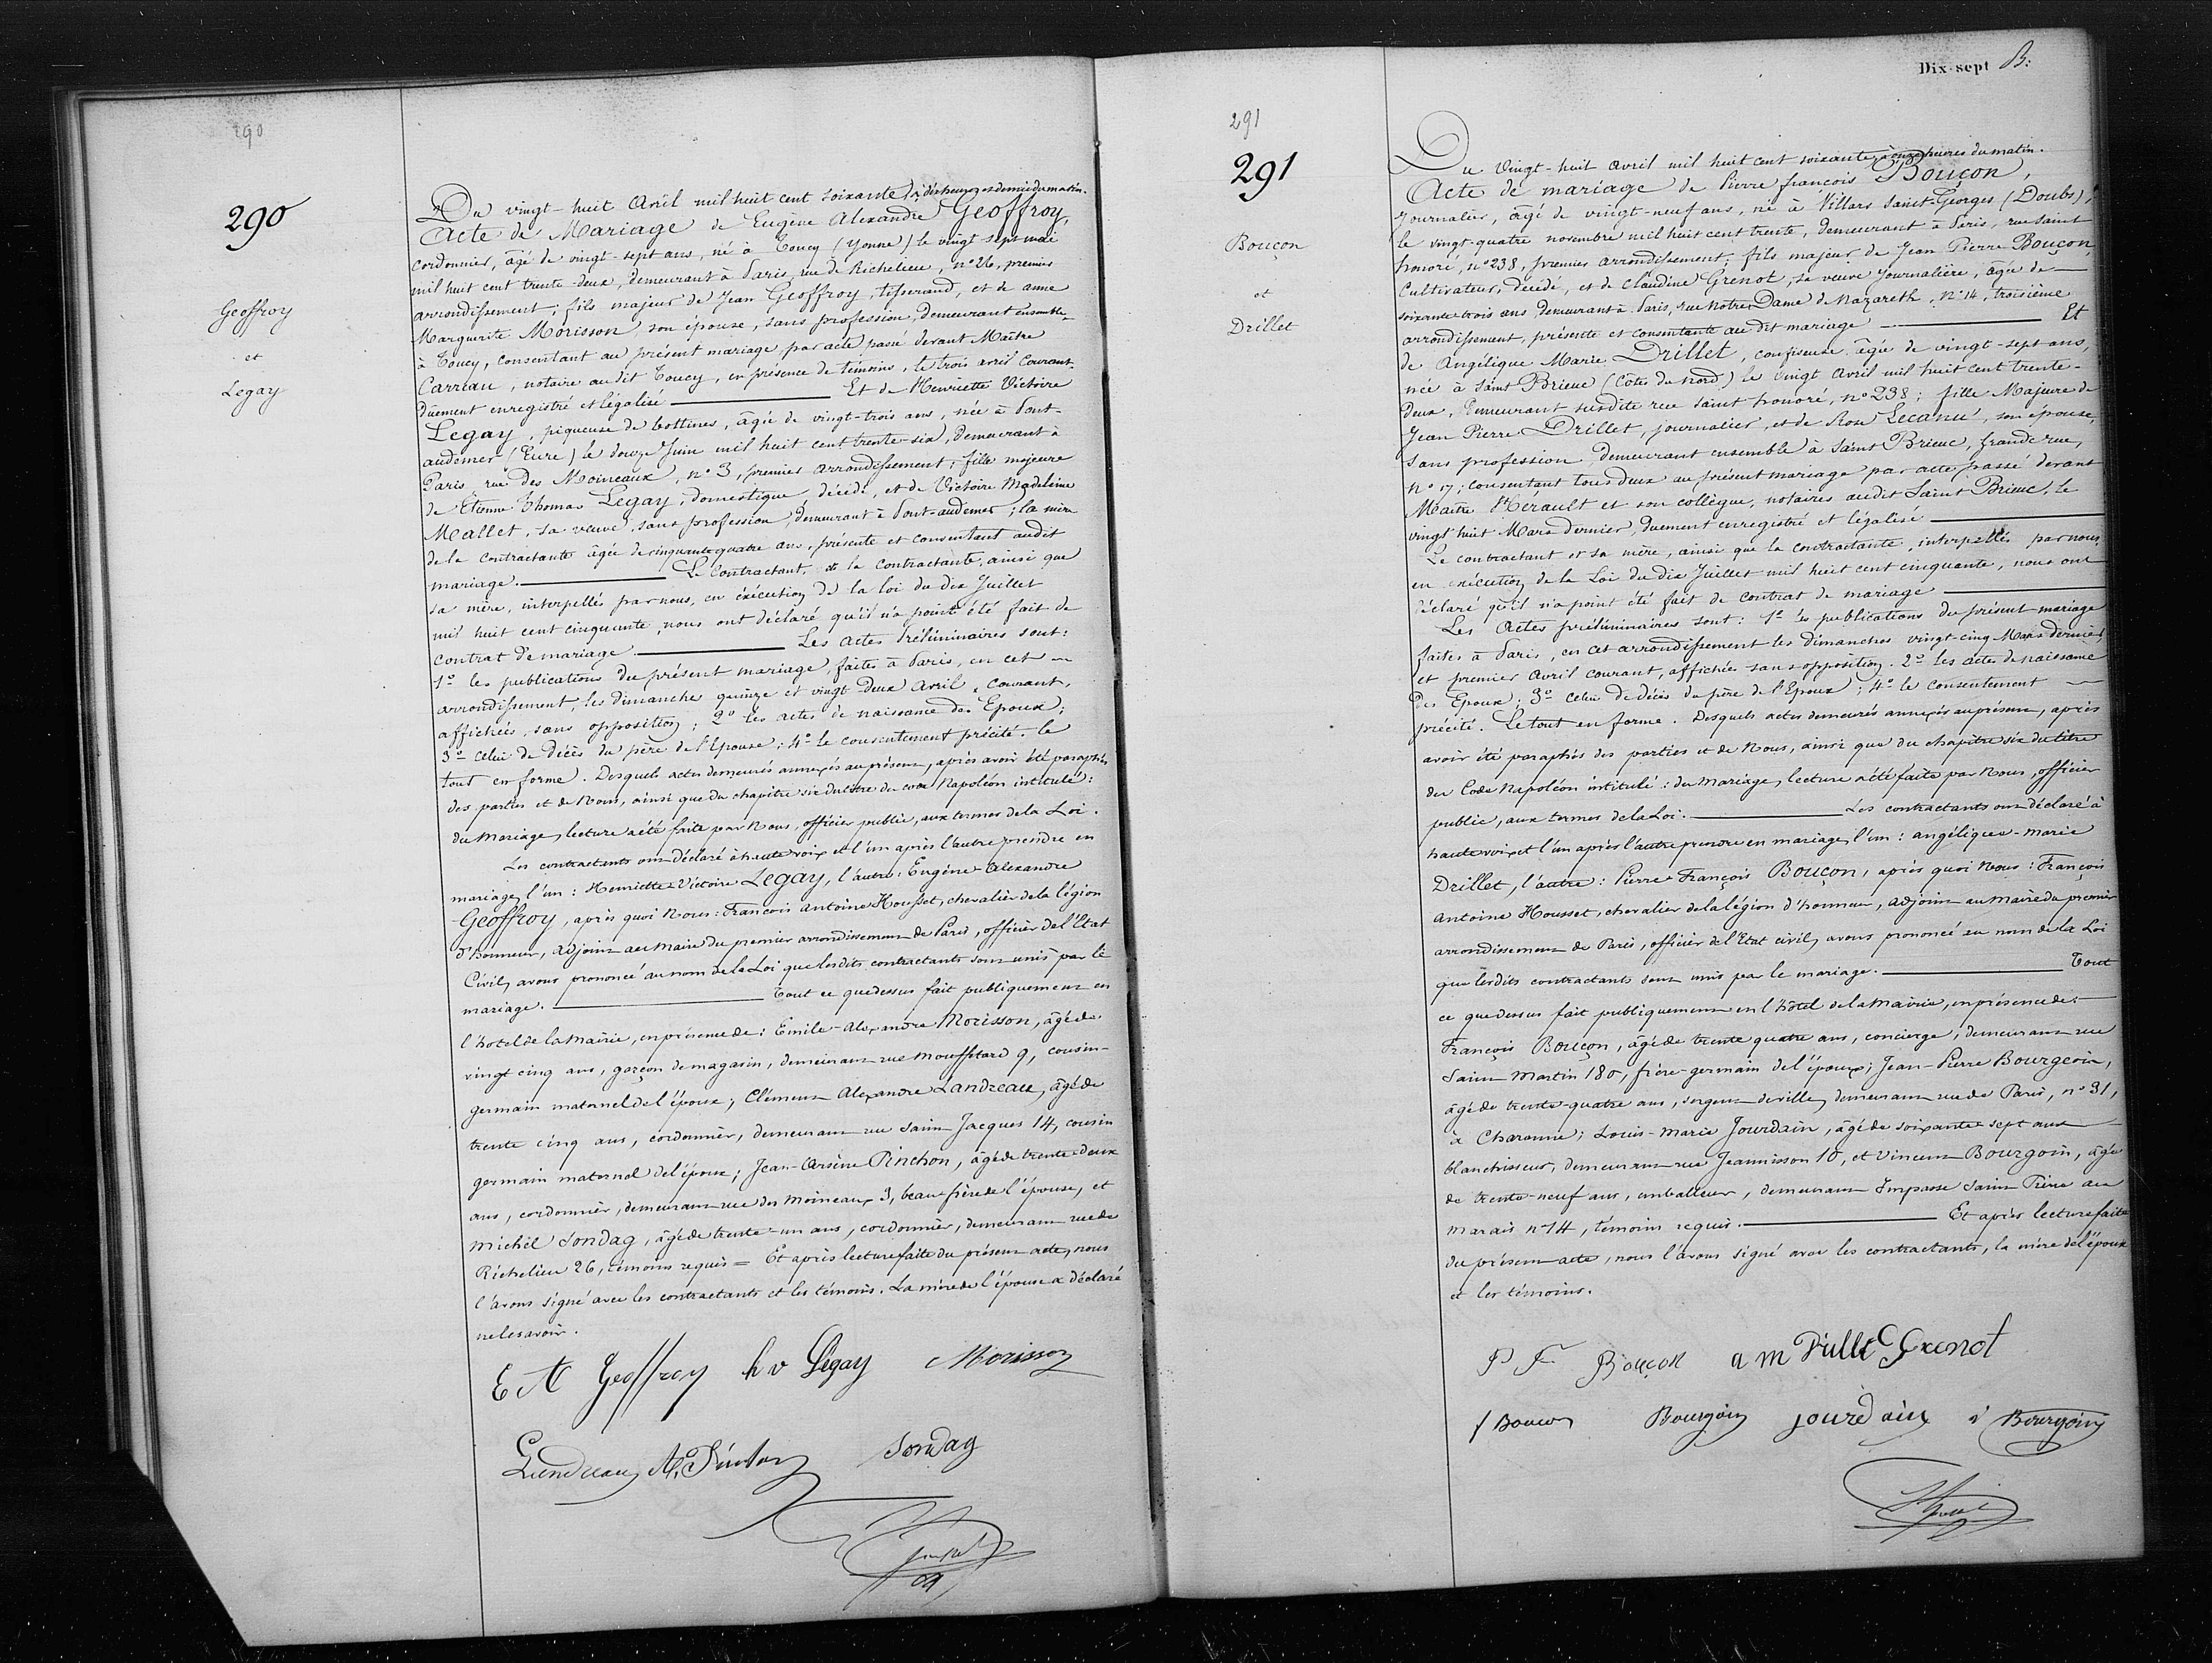 290
290
Geoffroy
et
Legay
Du vingt-huit Avril mil huit cent soixante, à dix heures et demie du matin.
Acte de Mariage de Eugène Alexandre Geoffroy,
Cordonnier, âgé de vingt-sept ans, né à Toucy (Yonne) le vingt-sept mai
mil huit cent trente-deux, demeurant à Paris, rue de Richelieu, n° 26, premier
arrondissement; fils majeur de Jean Geoffroy, tisserand, et de anne
Marguerite Morisson son épouse, sans profession, demeurant ensemble
à Toucy, consentant au présent mariage par acte passé devant Maître
Carreau, notaire au dit Toucy, en présence de témoins, le trois avril Courant
dûement enregistré et légalisé — Et de Henriette Victoire
Legay, piqueuse de bottines, âgée de vingt-trois ans, née à Pont-
audemer (Eure) le douze Juin mil huit cent trente-six, demeurant à
Paris rue des Moineaux, n° 3, premier arrondissement; fille majeure
de Etienne Thomas Legay, domestique décédé, et de Victoire Madeleine
Mallet, sa veuve, sans profession, demeurant à Pont-audemer; la mère
de la contractante âgée de cinquante quatre ans, présente et consentant audit
mariage. — Le Contractant, et la contractante, ainsi que
sa mère, interpellés par nous, en exécution de la loi du dix Juillet
mil huit cent cinquante, nous ont déclaré qu'il n'a point été fait de
contrat de mariage. — Les actes préliminaires sont:
1° les publications du présent mariage, faites à Paris, en cet
arrondissement, les dimanche quinze et vingt deux avril, courant,
affichées, sans opposition; 2° les actes de naissance des Epoux;
3° celui de décès du père de l'Epouse; 4° le consentement précité. le
tout en forme. Desquels actes demeurés annexés au présent, après avoir été paraphés
des parties et de Nous, ainsi que du chapitre six du titre du code Napoléon intitulé:
du Mariage, lecture a été faite par Nous, officier public, aux termes de la Loi.
Les contractants ont déclaré à haute voix et l'un après l'autre prendre en
mariage, l'un: Henriette Victoire Legay, l'autre: Eugène Alexandre
Geoffroy, après quoi Nous: François Antoine Housset, chevalier de la légion
d'honneur, adjoint au Maire du premier arrondissement de Paris, officier de l'Etat
Civil, avons prononcé au nom de la Loi que lesdits contractants sont unis par le
mariage. — Tout ce que dessus fait publiquement en
l'hôtel de la Mairie, en présence de: Emile-Alexandre Morisson, âgé de
vingt cinq ans, garçon de magasin, demeurant rue Mouffetard 9, cousin-
germain maternel de l'époux; Clément Alexandre Landreau, âgé de
trente cinq ans, cordonnier, demeurant rue Saint Jacques 14, cousin
germain maternel de l'époux; Jean-Arsène Pinchon, âgé de trente-deux
ans, cordonnier, demeurant rue des Moineaux 3, beau frère de l'épouse, et
Michel Sondag, âgé de trente-un ans, cordonnier, demeurant rue de
Richelieu 26, témoins requis = Et après lecture faite du présent acte, nous
l'avons signé avec les contractants et les témoins. La mère de l'épouse a déclaré
ne le savoir.
E A Geoffroy h v Legay Morisson
Landreau A. Pinchon Sondag
Dix-sept B.
291
291
Bouçon
et
Drillet
Du Vingt-huit avril mil huit cent soixante, à onze heures du matin.
Acte de mariage de Pierre françois Bouçon,
Journalier, âgé de vingt-neuf ans, né à Villars Saint-Georges (Doubs),
le vingt-quatre novembre mil huit cent trente, demeurant à Paris, rue Saint
honoré, n° 238, premier arrondissement; fils majeur de Jean Pierre Bouçon,
Cultivateur, décédé, et de Claudine Grenot, sa veuve Journalière, âgée de
soixante trois ans demeurant à Paris, rue Notre Dame de Nazareth, n° 14, troisième
arrondissement, présente et consentante au dit mariage — Et
de Angélique Marie Drillet, confiseuse âgée de vingt-sept ans,
née à Saint Brieuc (Côtes du Nord) le vingt Avril mil huit cent trente-
deux, demeurant susdite rue Saint honoré, n° 238; fille Majeure de
Jean Pierre Drillet, journalier, et de Rose Lecanu, son épouse,
sans profession demeurant ensemble à Saint Brieuc, grande rue,
n° 17; consentant tous deux au présent mariage par acte passé devant
Maître Hérault et son collègue, notaires audit Saint Brieuc, le
vingt huit Mars dernier, duement enregistré et légalisé —
Le contractant et sa mère, ainsi que la contractante, interpellés par nous,
en exécution de la Loi du dix Juillet mil huit cent cinquante, nous ont
déclaré qu'il n'a point été fait de contrat de mariage —
Les Actes préliminaires sont: 1° les publications du présent mariage
faites à Paris, en cet arrondissement les dimanches vingt-cinq Mars dernier
et premier Avril courant, affichées sans opposition. 2° les actes de naissance
des Epoux; 3° celui de décès du père de l'Epoux; 4° le consentement
précité. Le tout en forme. Desquels actes demeurés annexés au présent, après
avoir été paraphés des parties et de Nous, ainsi que du chapitre six du titre
du Code Napoléon intitulé: du Mariage, lecture a été faite par Nous, officier
public, aux termes de la Loi. — Les contractants ont déclaré à
haute voix et l'un après l'autre prendre en mariage, l'un: angélique-marie
Drillet, l'autre: Pierre François Bouçon, après quoi Nous: François
Antoine Housset, chevalier de la légion d'honneur, adjoint au Maire du premier
arrondissement de Paris, officier de l'Etat civil, avons prononcé au nom de la Loi
que lesdits contractants sont unis par le mariage. — Tout
ce que dessus fait publiquement en l'hôtel de la Mairie, en présence de:
François Bouçon, âgé de trente quatre ans, concierge, demeurant rue
Saint Martin 180, frère-germain de l'époux; Jean-Pierre Bourgoin,
âgé de trente-quatre ans, sergent de ville, demeurant rue de Paris, n° 31,
à Charonne; Louis-Marie Jourdain, âgé de soixante-sept ans
blanchisseur, demeurant rue Jeannisson 10, et Vincent Bourgoin, âgé
de trente-neuf ans, emballeur, demeurant Impasse Saint Pierre au
marais n° 14, témoins requis. — Et après lecture faite
du présent acte, nous l'avons signé avec les contractants, la mère de l'époux
et les témoins.
P F Bouçon a m Drillet C Grenot
f Bouçon Bourgoin jourdain v Bourgoin